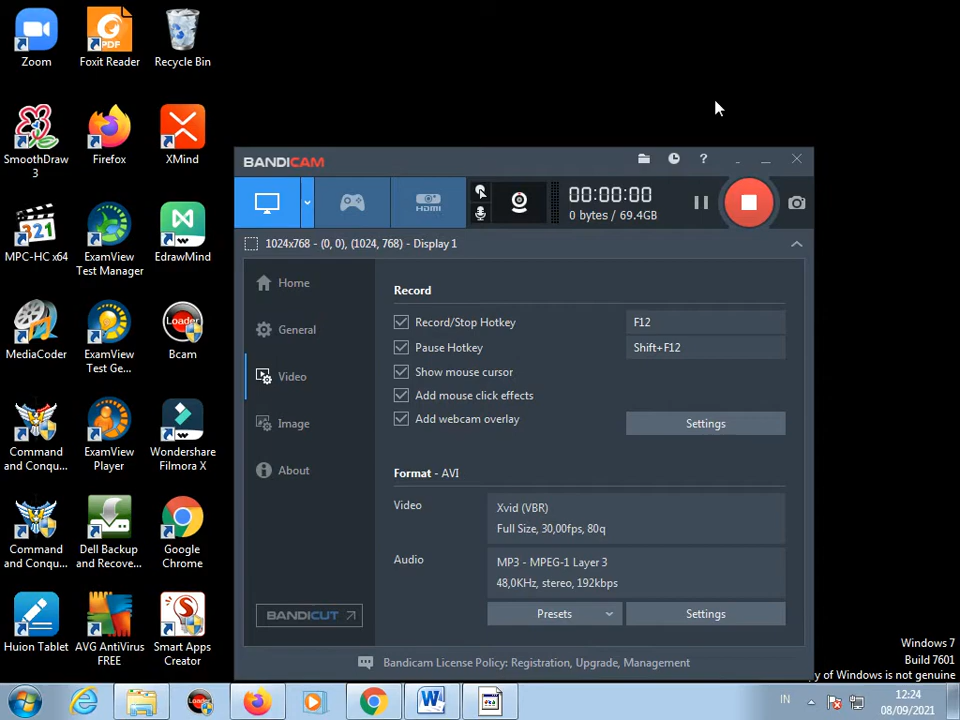 Zoom
Foxit Reader
Recycle Bin
SmoothDraw 3
Firefox
XMind
MPC-HC x64
ExamView Test Manager
EdrawMind
MediaCoder
ExamView Test Ge...
Loader
Bcam
Command and Conqu...
ExamView Player
Wondershare Filmora X
Command and Conqu...
Dell Backup and Recove...
Google Chrome
Huion Tablet
AVG AntiVirus FREE
Smart Apps Creator
PDF
321
BANDICAM
HDMI
00:00:00
0 bytes / 69.4GB
1024x768 - (0, 0), (1024, 768) - Display 1
Home
General
Video
Image
About
BANDICUT
Record
Record/Stop Hotkey
F12
Pause Hotkey
Shift+F12
Show mouse cursor
Add mouse click effects
Add webcam overlay
Settings
Format - AVI
Video
Xvid (VBR)
Full Size, 30,00fps, 80q
Audio
MP3 - MPEG-1 Layer 3
48,0KHz, stereo, 192kbps
Presets
Settings
Bandicam License Policy: Registration, Upgrade, Management
Windows 7
Build 7601
py of Windows is not genuine
Loader
W
IN
12:24
08/09/2021